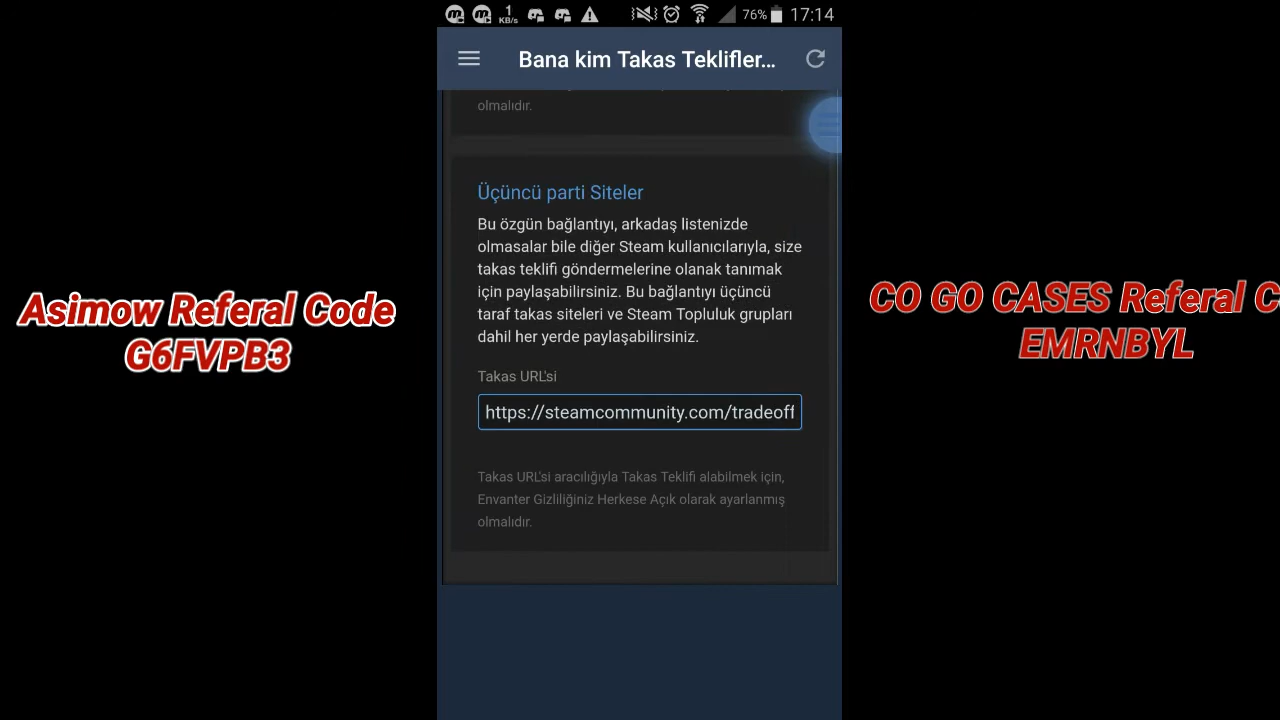 1
KB/s
76%
17:14
Bana kim Takas Teklifler...
olmalıdır.
Üçüncü parti Siteler
Bu özgün bağlantıyı, arkadaş listenizde
olmasalar bile diğer Steam kullanıcılarıyla, size
takas teklifi göndermelerine olanak tanımak
için paylaşabilirsiniz. Bu bağlantıyı üçüncü
taraf takas siteleri ve Steam Topluluk grupları
dahil her yerde paylaşabilirsiniz.
Takas URL'si
https://steamcommunity.com/tradeoff
Takas URL'si aracılığıyla Takas Teklifi alabilmek için,
Envanter Gizliliğiniz Herkese Açık olarak ayarlanmış
olmalıdır.
Asimow Referal Code
G6FVPB3
CO GO CASES Referal C
EMRNBYL